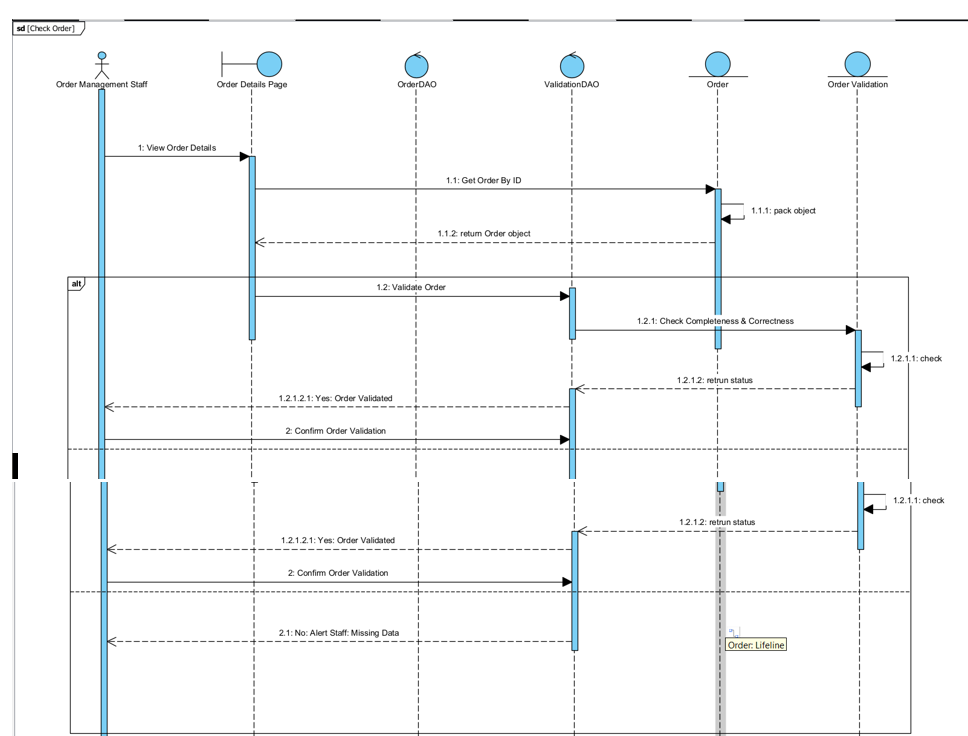 sd [Check Order]
Order Management Staff
Order Details Page
OrderDAO
ValidationDAO
Order
Order Validation
1: View Order Details
1.1: Get Order By ID
1.1.1: pack object
1.1.2: return Order object
alt
1.2: Validate Order
1.2.1: Check Completeness & Correctness
1.2.1.1: check
1.2.1.2: retrun status
1.2.1.2.1: Yes: Order Validated
2: Confirm Order Validation
1.2.1.1: check
1.2.1.2: retrun status
1.2.1.2.1: Yes: Order Validated
2: Confirm Order Validation
2.1: No: Alert Staff: Missing Data
Order: Lifeline